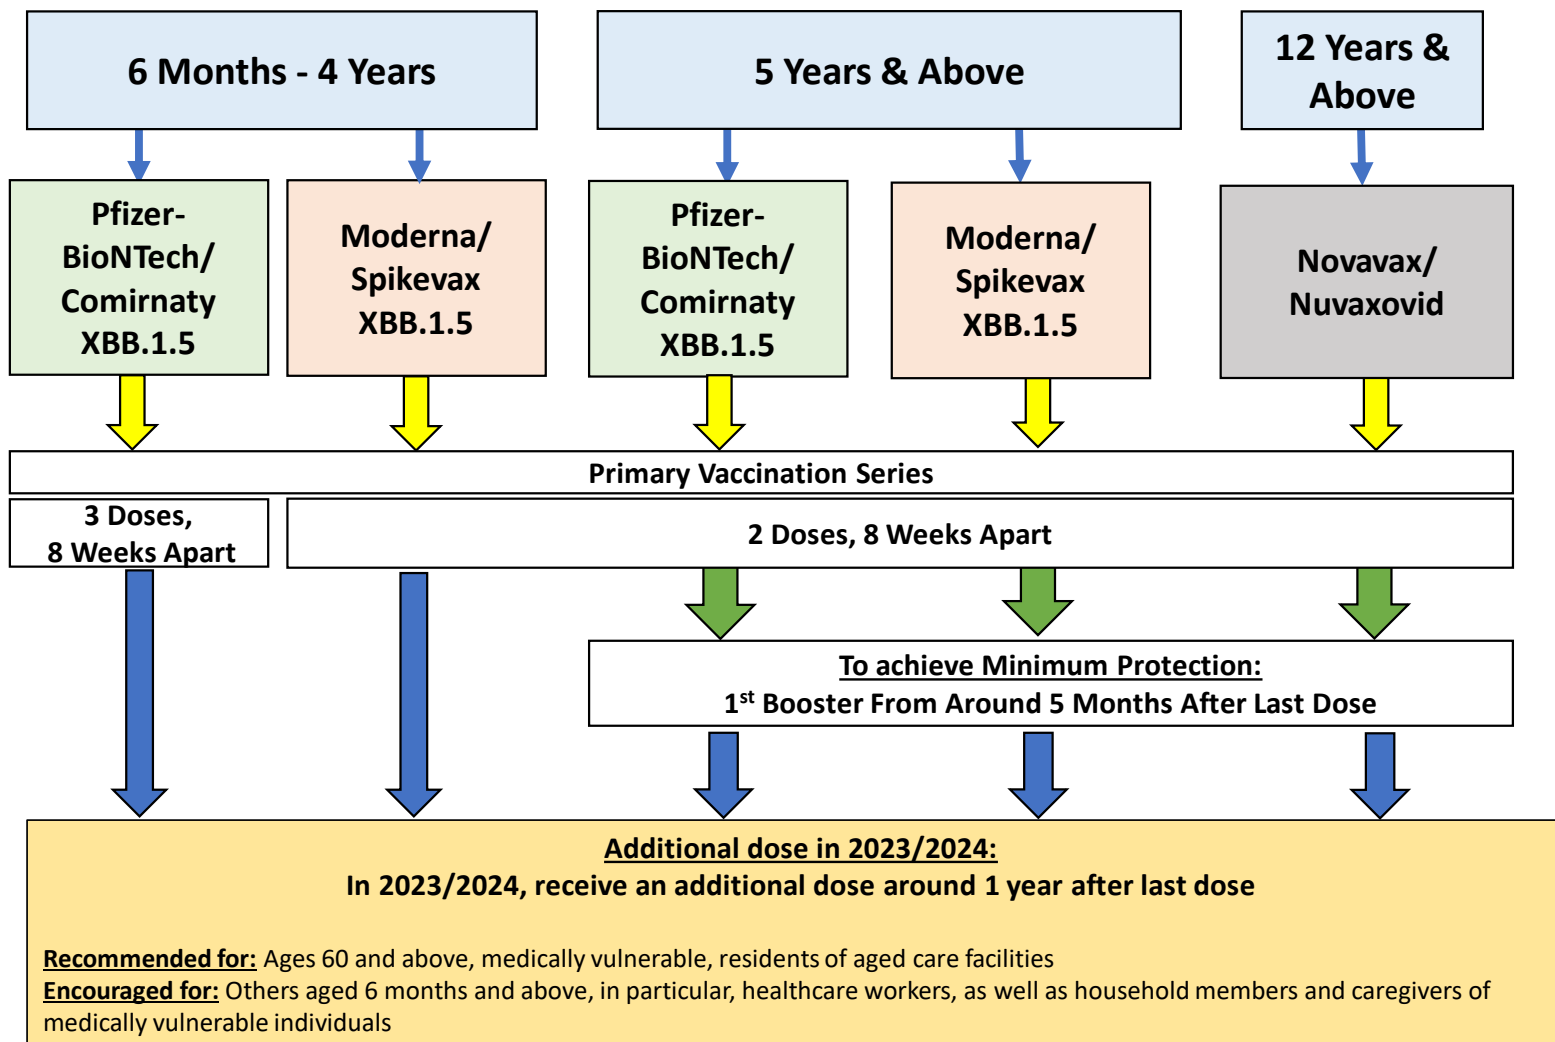 6 Months - 4 Years
5 Years & Above
12 Years &
Above
Pfizer-
BioNTech/
Comirnaty
XBB.1.5
Moderna/
Spikevax
XBB.1.5
Pfizer-
BioNTech/
Comirnaty
XBB.1.5
Moderna/
Spikevax
XBB.1.5
Novavax/
Nuvaxovid
Primary Vaccination Series
3 Doses,
8 Weeks Apart
2 Doses, 8 Weeks Apart
To achieve Minimum Protection:
1st Booster From Around 5 Months After Last Dose
Additional dose in 2023/2024:
In 2023/2024, receive an additional dose around 1 year after last dose
Recommended for: Ages 60 and above, medically vulnerable, residents of aged care facilities
Encouraged for: Others aged 6 months and above, in particular, healthcare workers, as well as household members and caregivers of
medically vulnerable individuals